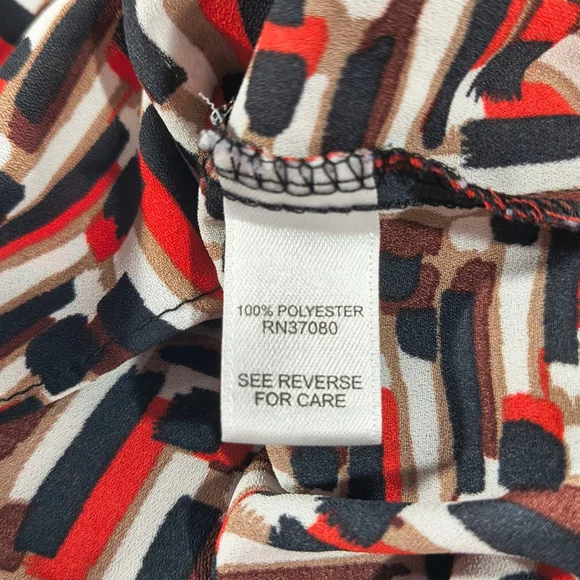 100% POLYESTER
RN37080
SEE REVERSE
FOR CARE